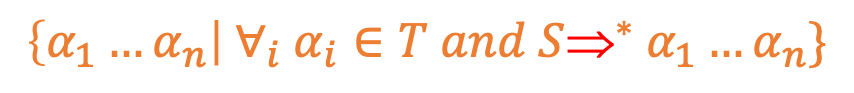 {α₁ … αₙ| ∀ᵢ αᵢ ∈ T and S⇒* α₁ … αₙ}